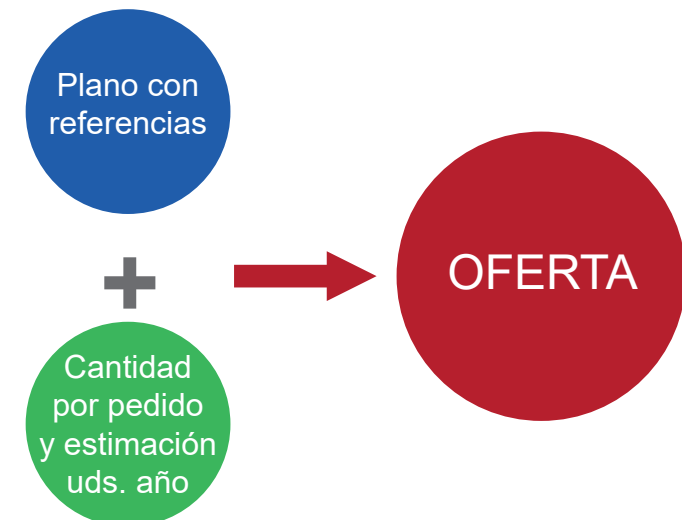 Plano con
referencias
+
OFERTA
Cantidad
por pedido
y estimación
uds. año